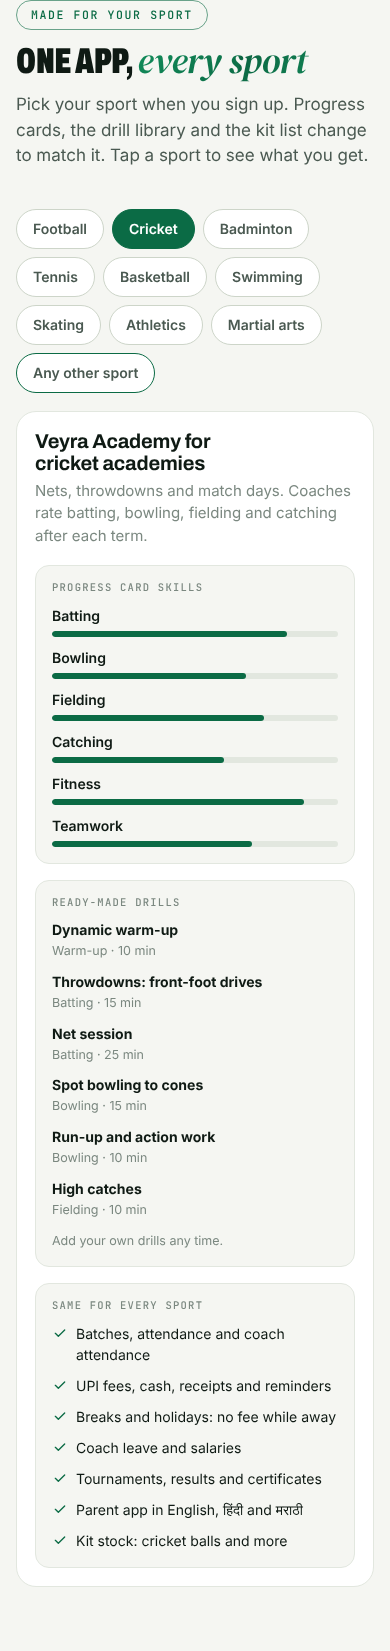 MADE FOR YOUR SPORT
ONE APP, every sport
Pick your sport when you sign up. Progress
cards, the drill library and the kit list change
to match it. Tap a sport to see what you get.
Football Cricket Badminton
Tennis Basketball Swimming
Skating Athletics Martial arts
Any other sport
Veyra Academy for
cricket academies
Nets, throwdowns and match days. Coaches
rate batting, bowling, fielding and catching
after each term.
PROGRESS CARD SKILLS
Batting
Bowling
Fielding
Catching
Fitness
Teamwork
READY-MADE DRILLS
Dynamic warm-up
Warm-up · 10 min
Throwdowns: front-foot drives
Batting · 15 min
Net session
Batting · 25 min
Spot bowling to cones
Bowling · 15 min
Run-up and action work
Bowling · 10 min
High catches
Fielding · 10 min
Add your own drills any time.
SAME FOR EVERY SPORT
Batches, attendance and coach
attendance
UPI fees, cash, receipts and reminders
Breaks and holidays: no fee while away
Coach leave and salaries
Tournaments, results and certificates
Parent app in English, हिंदी and मराठी
Kit stock: cricket balls and more